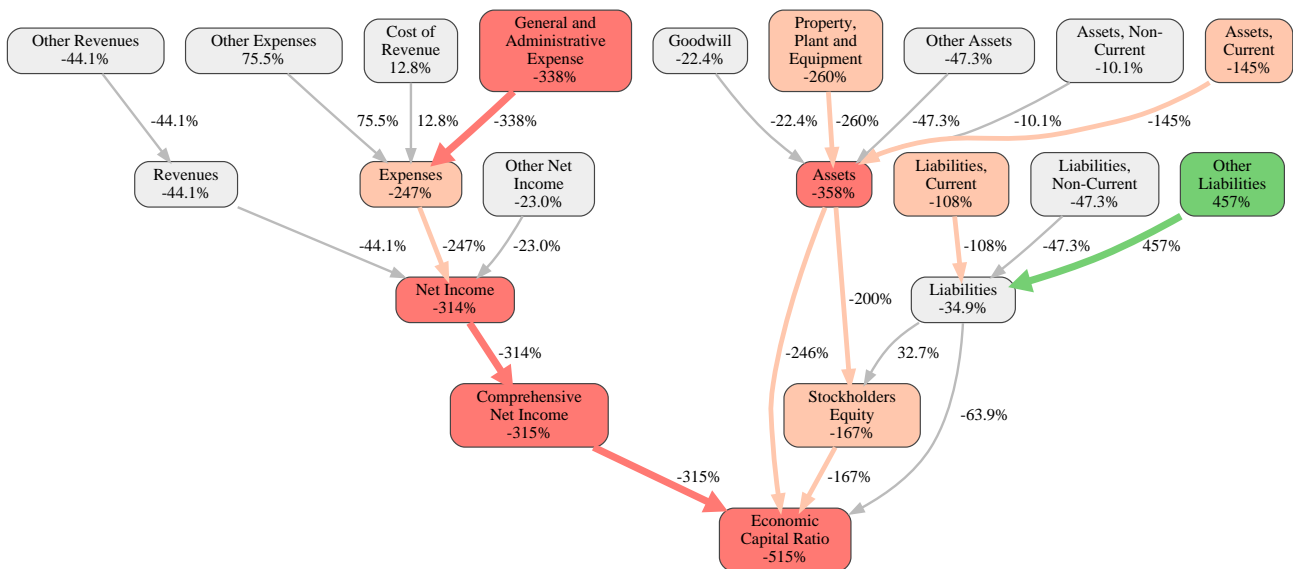 Other Revenues
-44.1%
Other Expenses
75.5%
Cost of
Revenue
12.8%
General and
Administrative
Expense
-338%
Goodwill
-22.4%
Property,
Plant and
Equipment
-260%
Other Assets
-47.3%
Assets, Non-
Current
-10.1%
Assets,
Current
-145%
-44.1%
75.5%
12.8%
-338%
-22.4%
-260%
-47.3%
-10.1%
-145%
Revenues
-44.1%
Expenses
-247%
Other Net
Income
-23.0%
Assets
-358%
Liabilities,
Current
-108%
Liabilities,
Non-Current
-47.3%
Other
Liabilities
457%
-44.1%
-247%
-23.0%
-108%
-47.3%
457%
Net Income
-314%
-200%
Liabilities
-34.9%
-314%
-246%
32.7%
Comprehensive
Net Income
-315%
Stockholders
Equity
-167%
-63.9%
-315%
-167%
Economic
Capital Ratio
-515%